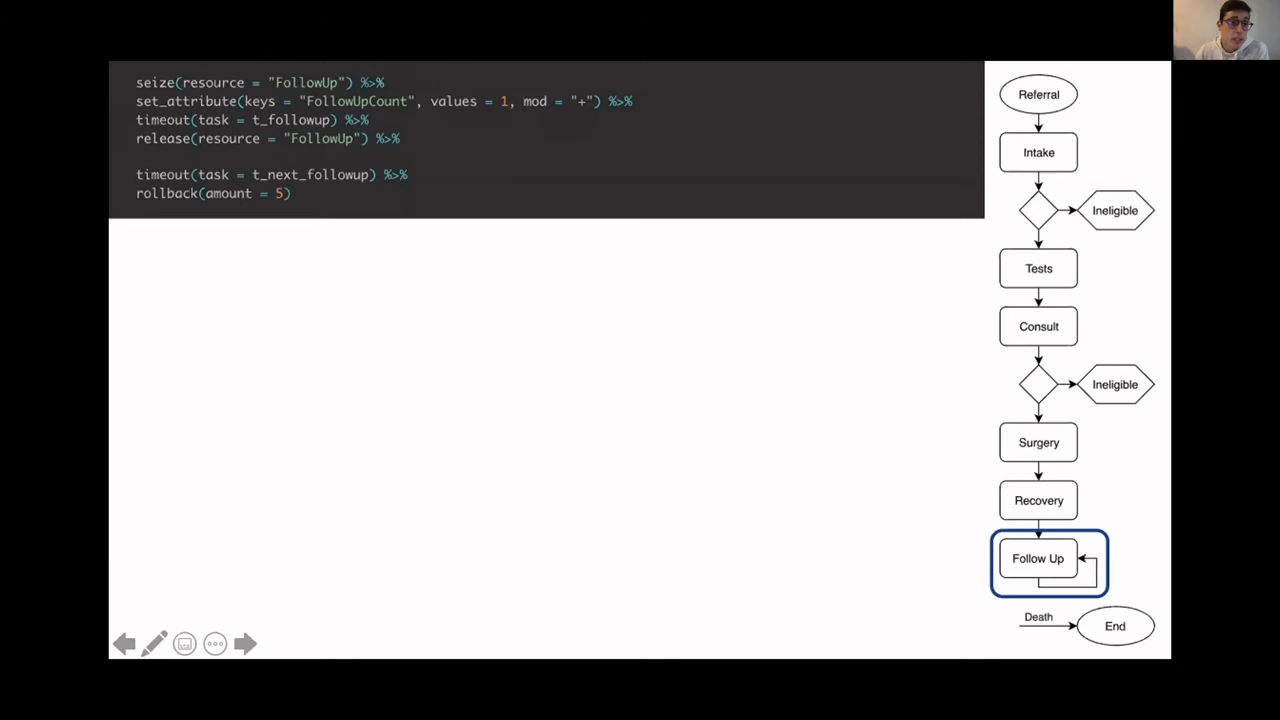 seize(resource = "FollowUp") %>%
set_attribute(keys = "FollowUpCount", values = 1, mod = "+") %>%
timeout(task = t_followup) %>%
release(resource = "FollowUp") %>%
timeout(task = t_next_followup) %>%
rollback(amount = 5)
Referral
Intake
Ineligible
Tests
Consult
Ineligible
Surgery
Recovery
Follow Up
Death
End